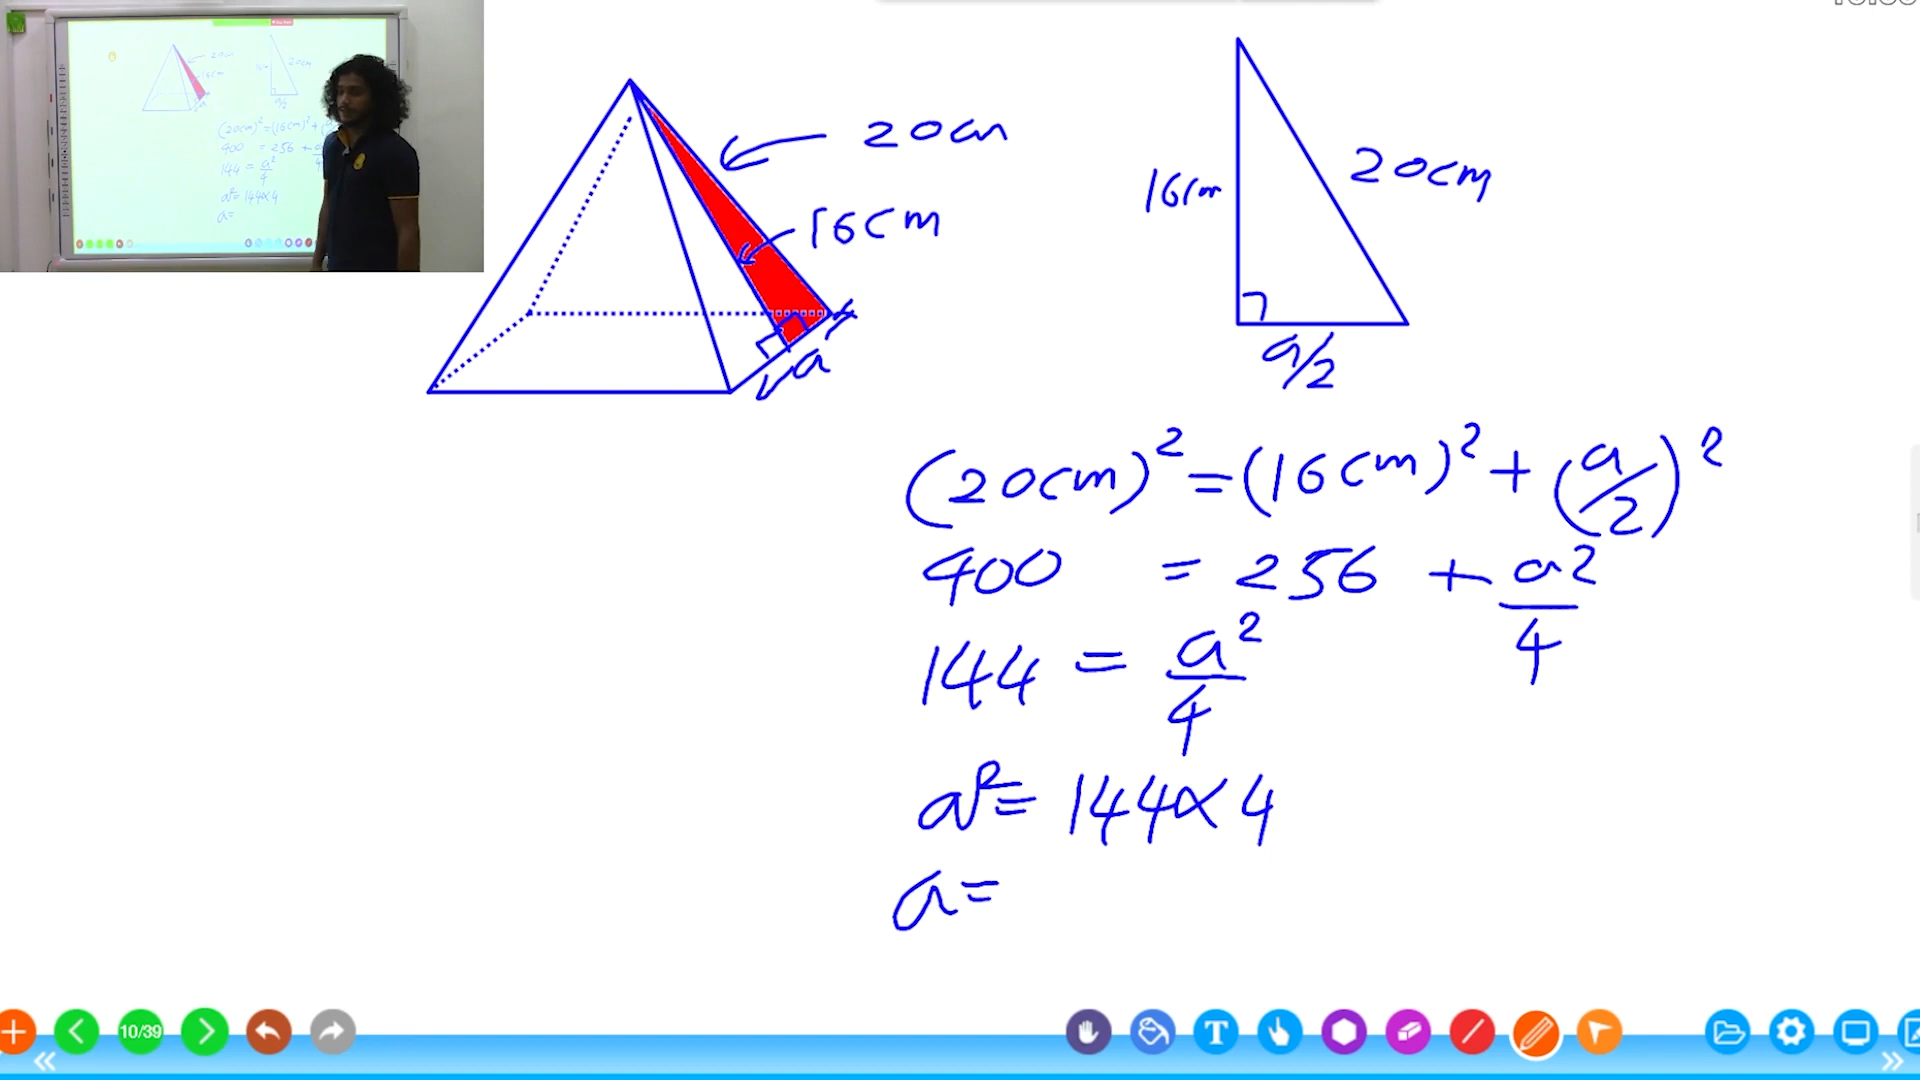 20cm
16cm
a
16cm
20cm
a/2
(20cm)² = (16cm)² + (a/2)²
400 = 256 + a²/4
144 = a²/4
a² = 144 × 4
a =
10/39
T